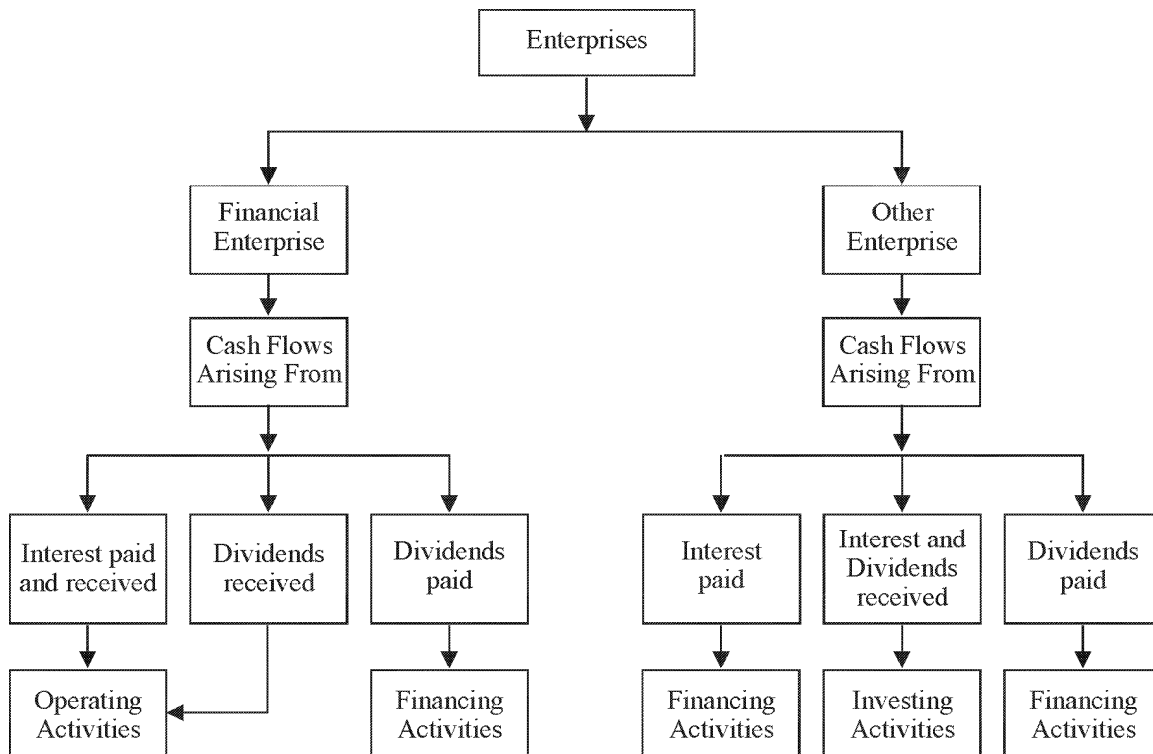 Enterprises
Financial
Enterprise
Other
Enterprise
Cash Flows
Arising From
Cash Flows
Arising From
Interest paid
and received
Dividends
received
Dividends
paid
Interest
paid
Interest and
Dividends
received
Dividends
paid
Operating
Activities
Financing
Activities
Financing
Activities
Investing
Activities
Financing
Activities